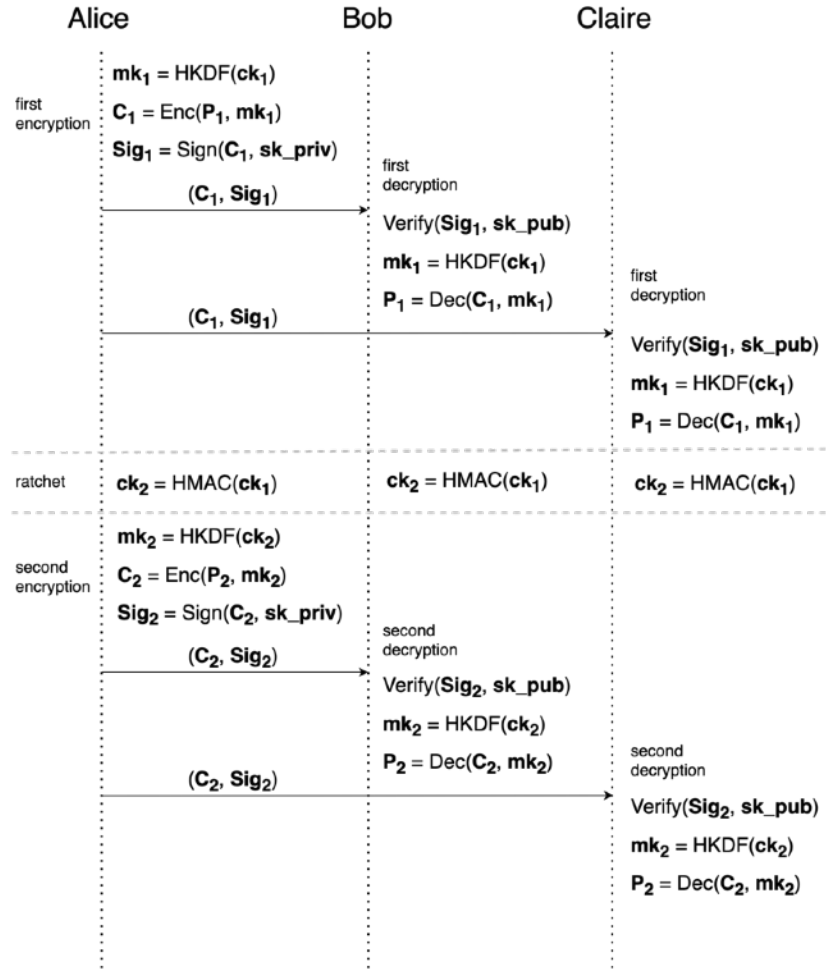 Alice Bob Claire
mk₁ = HKDF(ck₁)
first
encryption
C₁ = Enc(P₁, mk₁)
Sig₁ = Sign(C₁, sk_priv)
(C₁, Sig₁)
first
decryption
Verify(Sig₁, sk_pub)
mk₁ = HKDF(ck₁)
P₁ = Dec(C₁, mk₁)
(C₁, Sig₁)
first
decryption
Verify(Sig₁, sk_pub)
mk₁ = HKDF(ck₁)
P₁ = Dec(C₁, mk₁)
ratchet ck₂ = HMAC(ck₁) ck₂ = HMAC(ck₁) ck₂ = HMAC(ck₁)
mk₂ = HKDF(ck₂)
second
encryption
C₂ = Enc(P₂, mk₂)
Sig₂ = Sign(C₂, sk_priv)
(C₂, Sig₂)
second
decryption
Verify(Sig₂, sk_pub)
mk₂ = HKDF(ck₂)
P₂ = Dec(C₂, mk₂)
(C₂, Sig₂)
second
decryption
Verify(Sig₂, sk_pub)
mk₂ = HKDF(ck₂)
P₂ = Dec(C₂, mk₂)